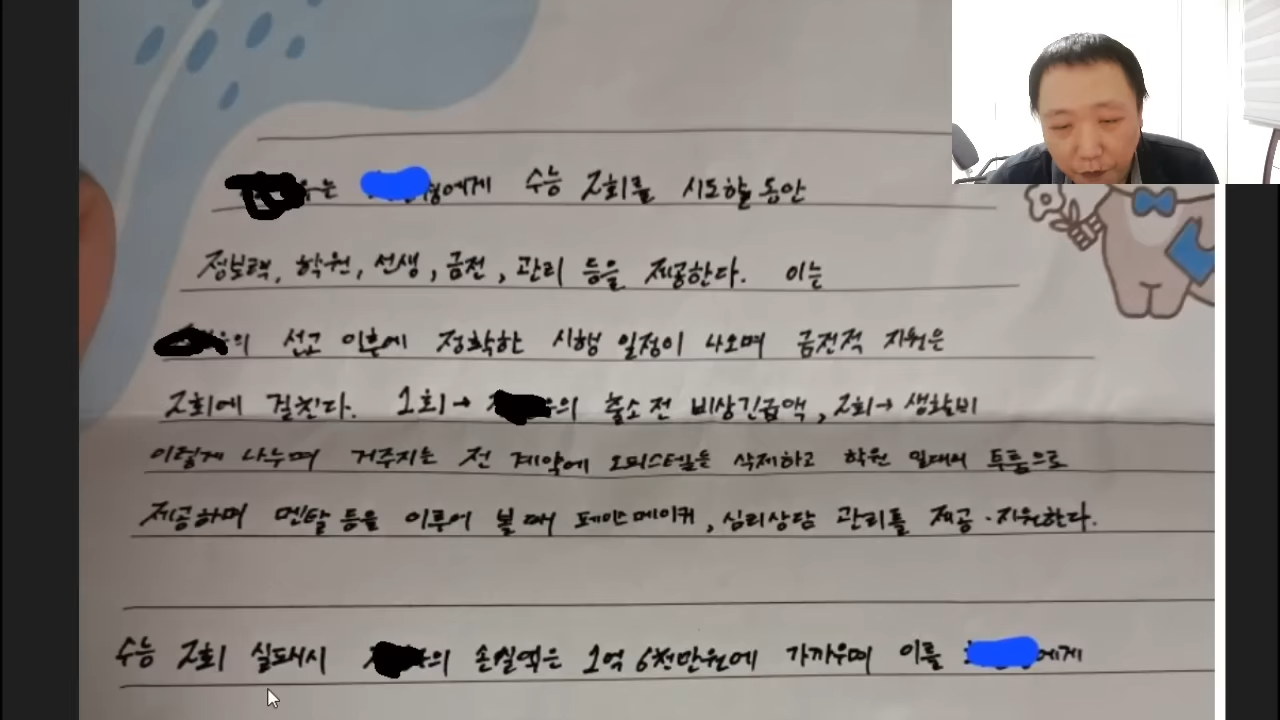 는 에게 수능 2회를 시도할 동안
정보력, 학원, 선생, 금전, 관리 등을 제공한다. 이는
의 선고 이후에 정확한 시행 일정이 나오며 금전적 지원은
2회에 걸친다. 1회→ 의 출소 전 비상긴급액, 2회→ 생활비
이렇게 나누며 거주지는 전 계약에 오피스텔을 삭제하고 학원 일대의 투룸으로
제공하며 멘탈 등을 이후에 볼 때 페이스메이커, 심리상담 관리를 제공·지원한다.
수능 2회 실패시 의 손실액은 1억 6천만원에 가까우며 이를 에게